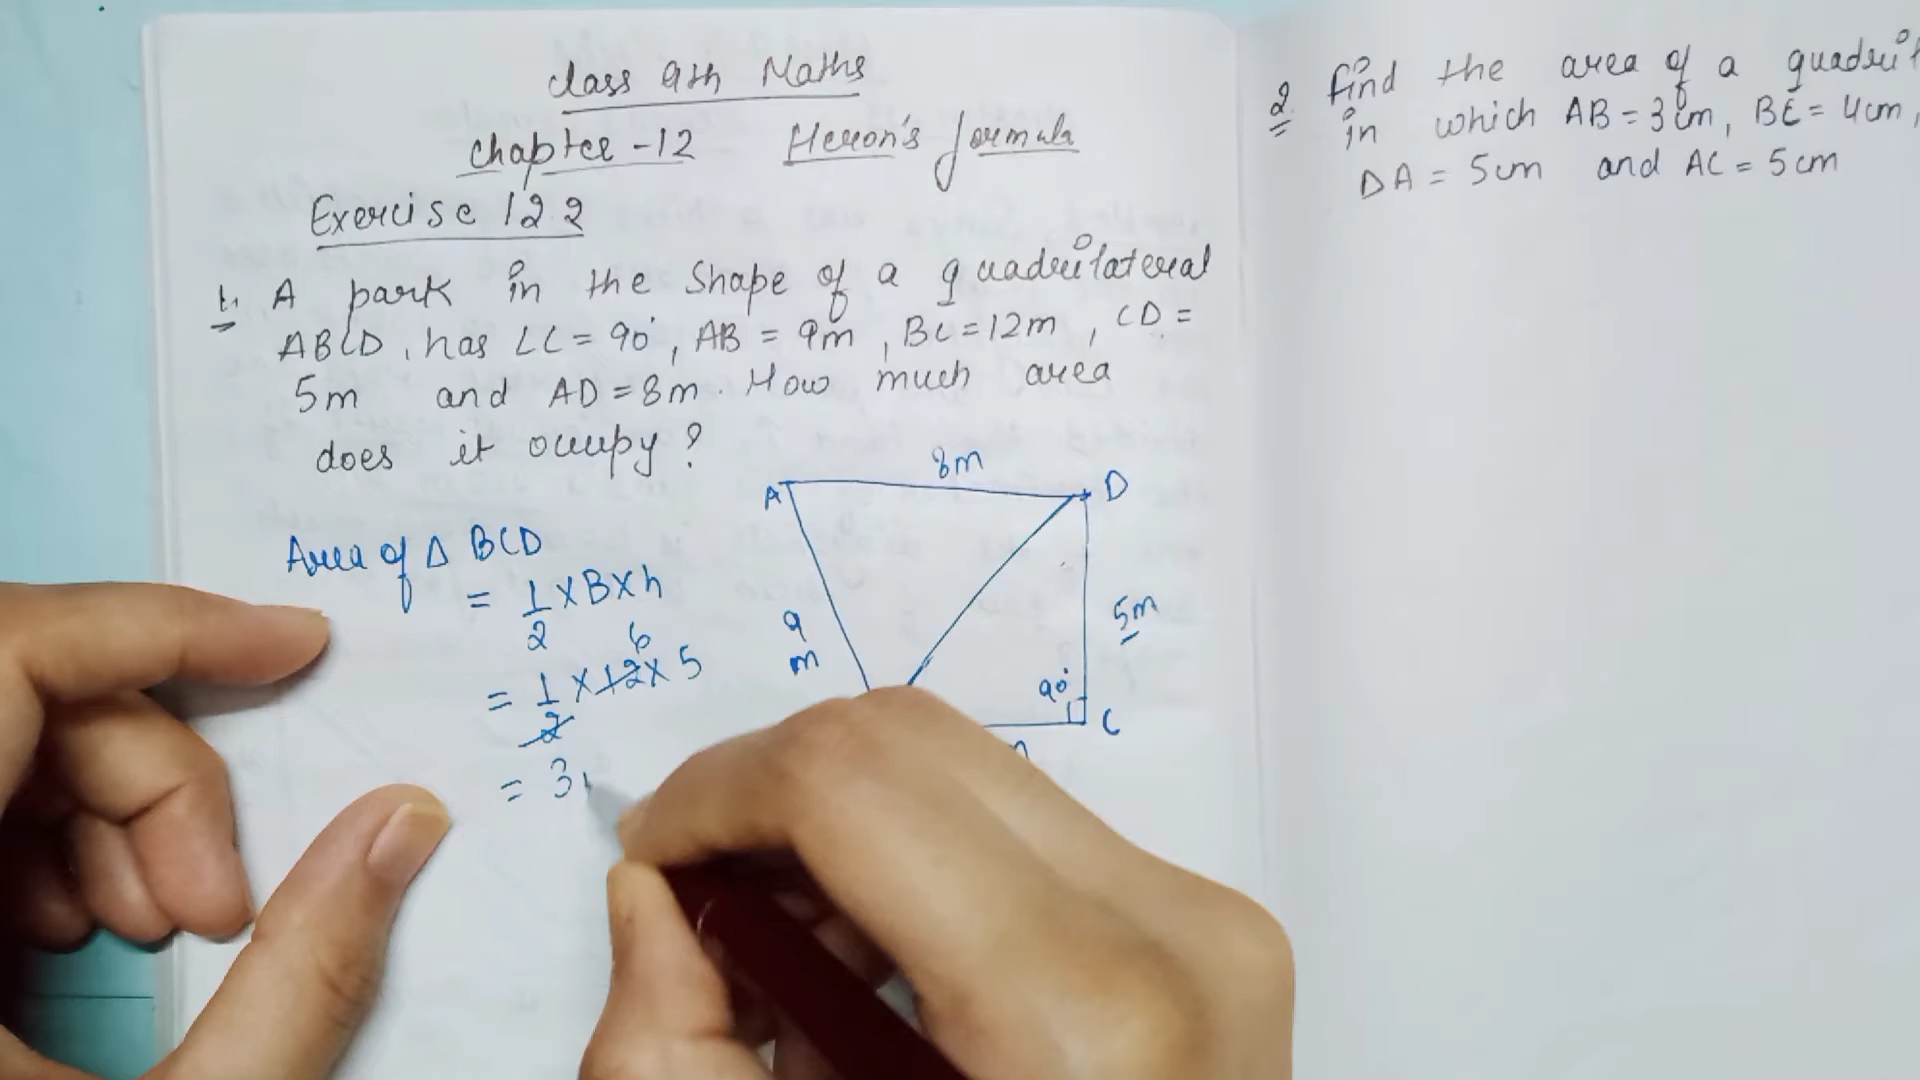 class 9th Maths
chapter-12 Heron's formula
Exercise 12.2
1. A park in the shape of a quadrilateral
ABCD, has ∠C = 90°, AB = 9m, BC=12m, CD =
5m and AD=8m. How much area
does it occupy?
8m
A D
Area of Δ BCD
= 1/2 × B × h
6
= 1/2 × 12 × 5
= 3
9
m
5m
90°
C
2. find the area of a
in which AB=3cm, BC=4cm,
DA = 5cm and AC = 5cm